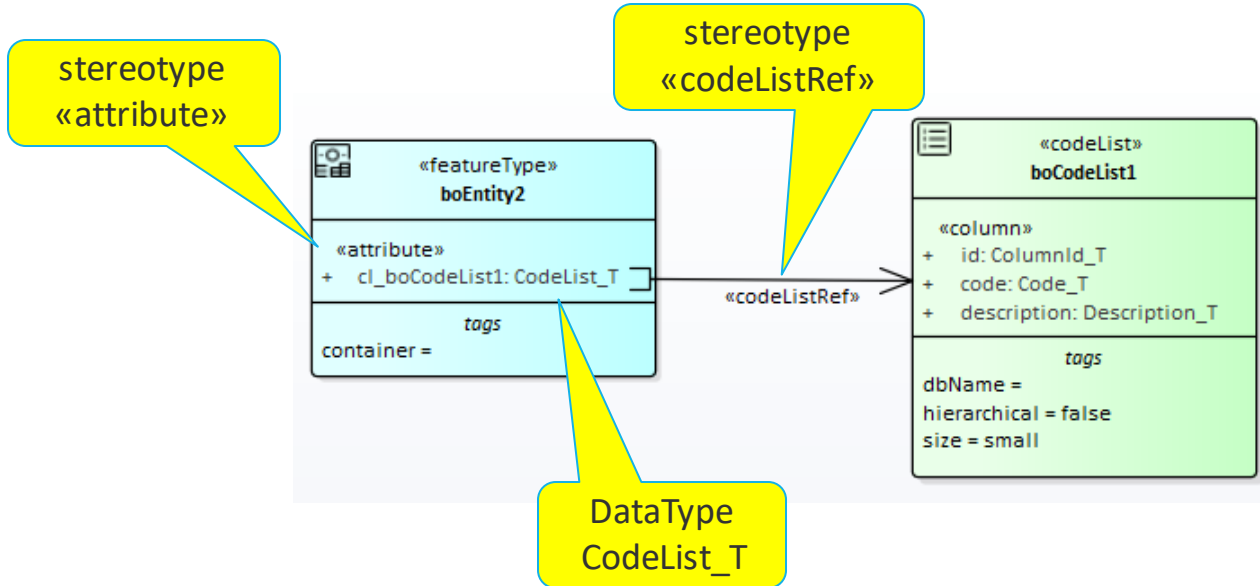 stereotype
«attribute»
stereotype
«codeListRef»
«featureType»
boEntity2
«attribute»
+ cl_boCodeList1: CodeList_T
tags
container =
«codeListRef»
«codeList»
boCodeList1
«column»
+ id: ColumnId_T
+ code: Code_T
+ description: Description_T
tags
dbName =
hierarchical = false
size = small
DataType
CodeList_T